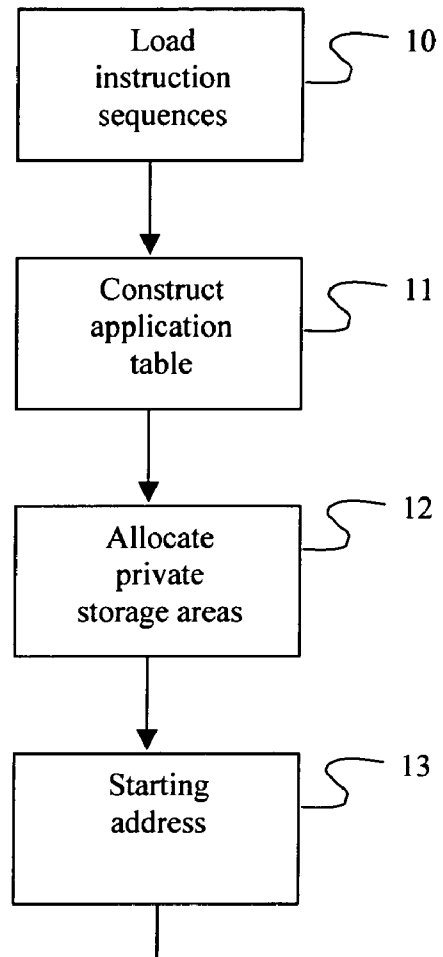 Load
instruction
sequences
10
Construct
application
table
11
Allocate
private
storage areas
12
Starting
address
13